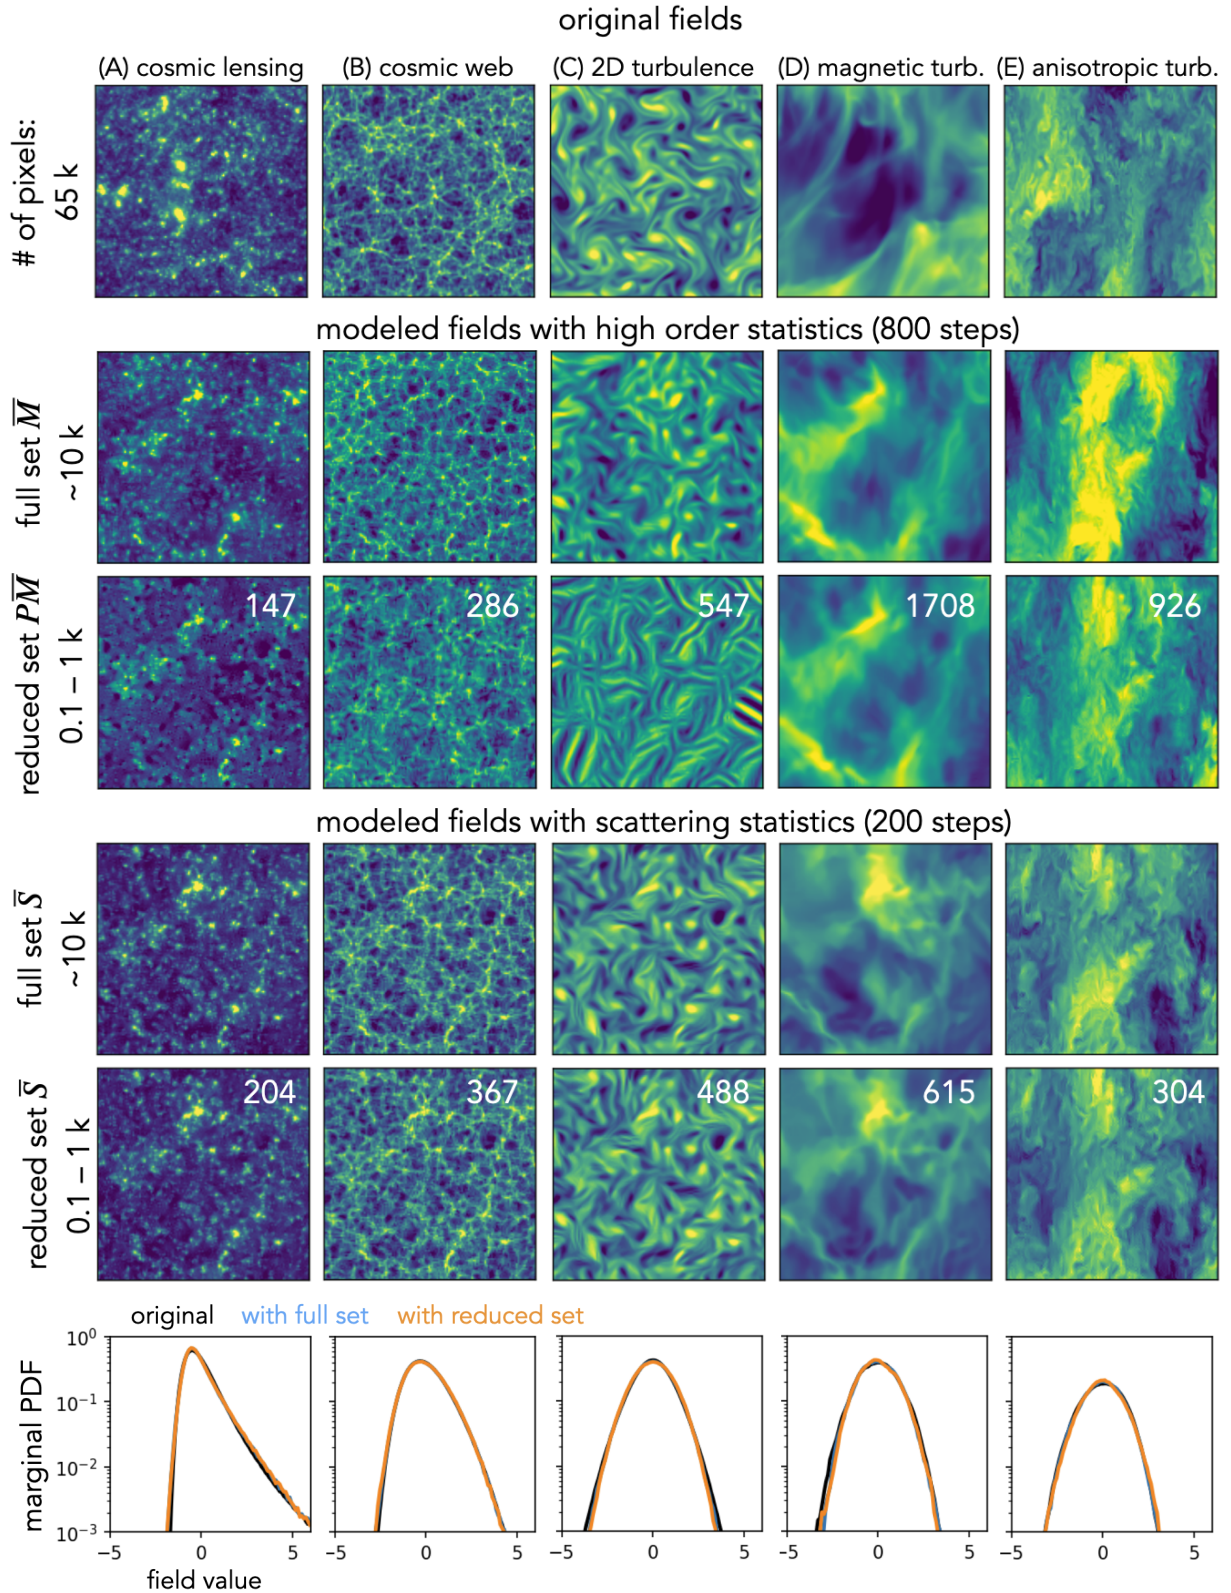 original fields
(A) cosmic lensing (B) cosmic web (C) 2D turbulence (D) magnetic turb. (E) anisotropic turb.
# of pixels:
65 k
modeled fields with high order statistics (800 steps)
full set M̅
~10 k
reduced set PM̅
0.1 – 1 k
147 286 547 1708 926
modeled fields with scattering statistics (200 steps)
full set S̅
~10 k
reduced set S̅
0.1 – 1 k
204 367 488 615 304
original with full set with reduced set
marginal PDF
10⁰
10⁻¹
10⁻²
10⁻³
−5 0 5 −5 0 5 −5 0 5 −5 0 5 −5 0 5
field value